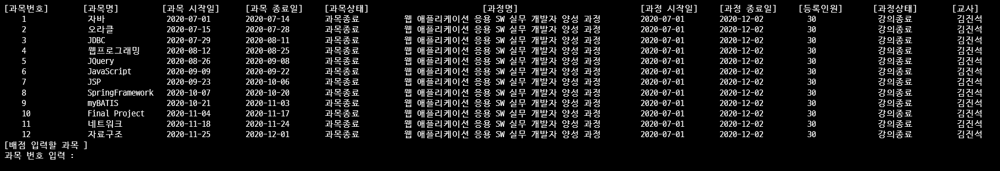 [과목번호] [과목명] [과목 시작일] [과목 종료일] [과목상태] [과정명] [과정 시작일] [과정 종료일] [등록인원] [과정상태] [교사]
1 자바 2020-07-01 2020-07-14 과목종료 웹 애플리케이션 응용 SW 실무 개발자 양성 과정 2020-07-01 2020-12-02 30 강의종료 김진석
2 오라클 2020-07-15 2020-07-28 과목종료 웹 애플리케이션 응용 SW 실무 개발자 양성 과정 2020-07-01 2020-12-02 30 강의종료 김진석
3 JDBC 2020-07-29 2020-08-11 과목종료 웹 애플리케이션 응용 SW 실무 개발자 양성 과정 2020-07-01 2020-12-02 30 강의종료 김진석
4 웹프로그래밍 2020-08-12 2020-08-25 과목종료 웹 애플리케이션 응용 SW 실무 개발자 양성 과정 2020-07-01 2020-12-02 30 강의종료 김진석
5 JQuery 2020-08-26 2020-09-08 과목종료 웹 애플리케이션 응용 SW 실무 개발자 양성 과정 2020-07-01 2020-12-02 30 강의종료 김진석
6 JavaScript 2020-09-09 2020-09-22 과목종료 웹 애플리케이션 응용 SW 실무 개발자 양성 과정 2020-07-01 2020-12-02 30 강의종료 김진석
7 JSP 2020-09-23 2020-10-06 과목종료 웹 애플리케이션 응용 SW 실무 개발자 양성 과정 2020-07-01 2020-12-02 30 강의종료 김진석
8 SpringFramework 2020-10-07 2020-10-20 과목종료 웹 애플리케이션 응용 SW 실무 개발자 양성 과정 2020-07-01 2020-12-02 30 강의종료 김진석
9 myBATIS 2020-10-21 2020-11-03 과목종료 웹 애플리케이션 응용 SW 실무 개발자 양성 과정 2020-07-01 2020-12-02 30 강의종료 김진석
10 Final Project 2020-11-04 2020-11-17 과목종료 웹 애플리케이션 응용 SW 실무 개발자 양성 과정 2020-07-01 2020-12-02 30 강의종료 김진석
11 네트워크 2020-11-18 2020-11-24 과목종료 웹 애플리케이션 응용 SW 실무 개발자 양성 과정 2020-07-01 2020-12-02 30 강의종료 김진석
12 자료구조 2020-11-25 2020-12-01 과목종료 웹 애플리케이션 응용 SW 실무 개발자 양성 과정 2020-07-01 2020-12-02 30 강의종료 김진석
[배점 입력할 과목 ]
과목 번호 입력 :